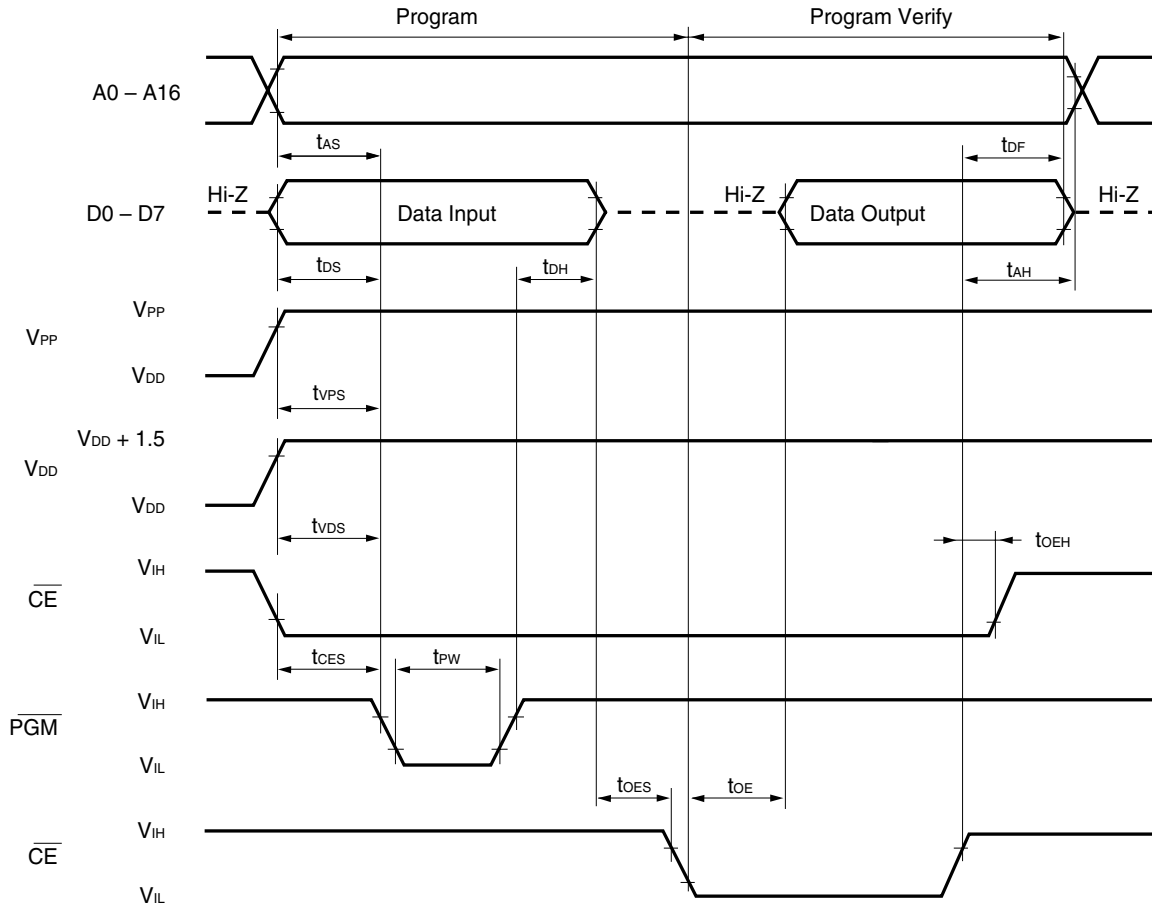 Program
Program Verify
A0 – A16
tAS
tDF
Hi-Z
Hi-Z
Hi-Z
D0 – D7
Data Input
Data Output
tDS
tDH
tAH
VPP
VPP
VDD
tVPS
VDD + 1.5
VDD
VDD
tVDS
tOEH
VIH
CE
VIL
tCES
tPW
VIH
PGM
VIL
tOES
tOE
VIH
CE
VIL